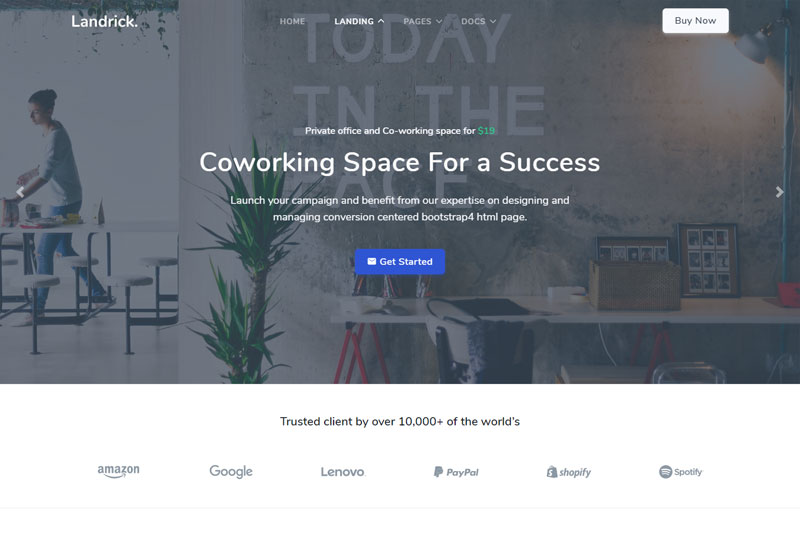 Landrick.
HOME
LANDING
PAGES
DOCS
Buy Now
TODAY
IN THE
Private office and Co-working space for $19
Coworking Space For a Success
Launch your campaign and benefit from our expertise on designing and
managing conversion centered bootstrap4 html page.
Get Started
Trusted client by over 10,000+ of the world's
amazon
Google
Lenovo
PayPal
shopify
Spotify